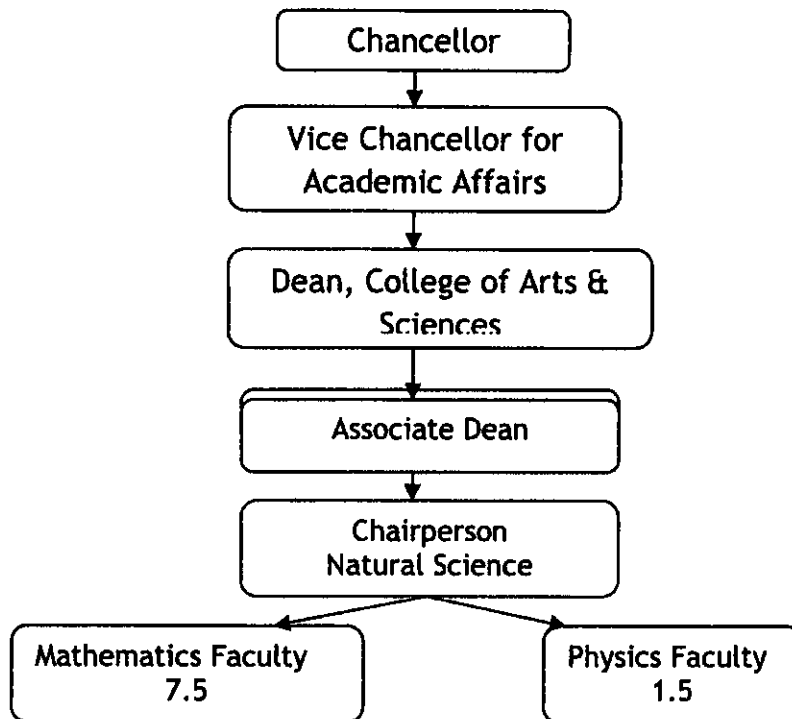 Chancellor
Vice Chancellor for
Academic Affairs
Dean, College of Arts &
Sciences
Associate Dean
Chairperson
Natural Science
Mathematics Faculty
7.5
Physics Faculty
1.5